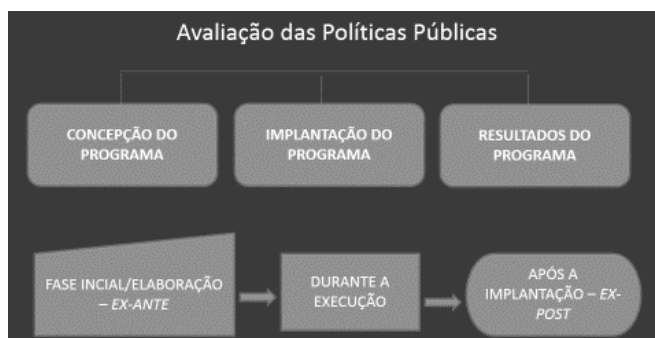 Avaliação das Políticas Públicas
CONCEPÇÃO DO
PROGRAMA
IMPLANTAÇÃO DO
PROGRAMA
RESULTADOS DO
PROGRAMA
FASE INCIAL/ELABORAÇÃO
– EX-ANTE
DURANTE A
EXECUÇÃO
APÓS A
IMPLANTAÇÃO – EX-
POST